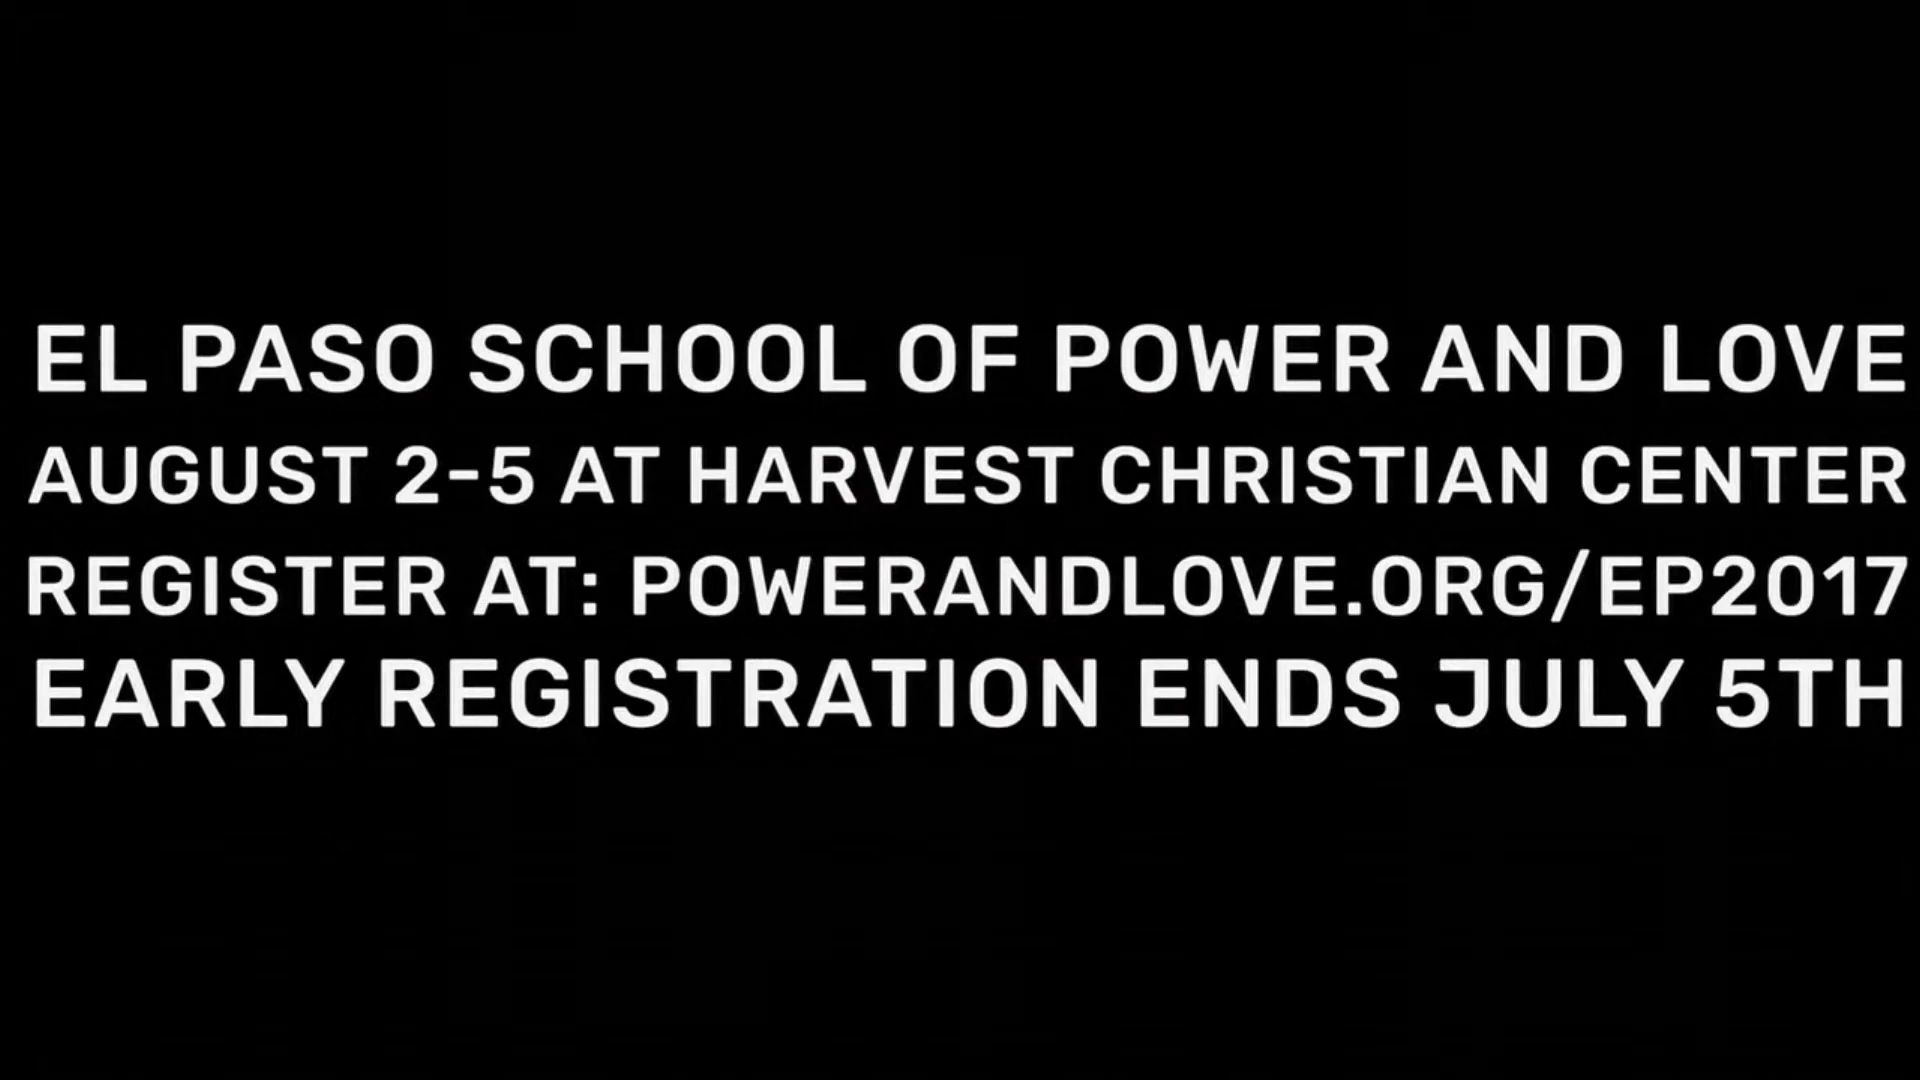 EL PASO SCHOOL OF POWER AND LOVE
AUGUST 2-5 AT HARVEST CHRISTIAN CENTER
REGISTER AT: POWERANDLOVE.ORG/EP2017
EARLY REGISTRATION ENDS JULY 5TH